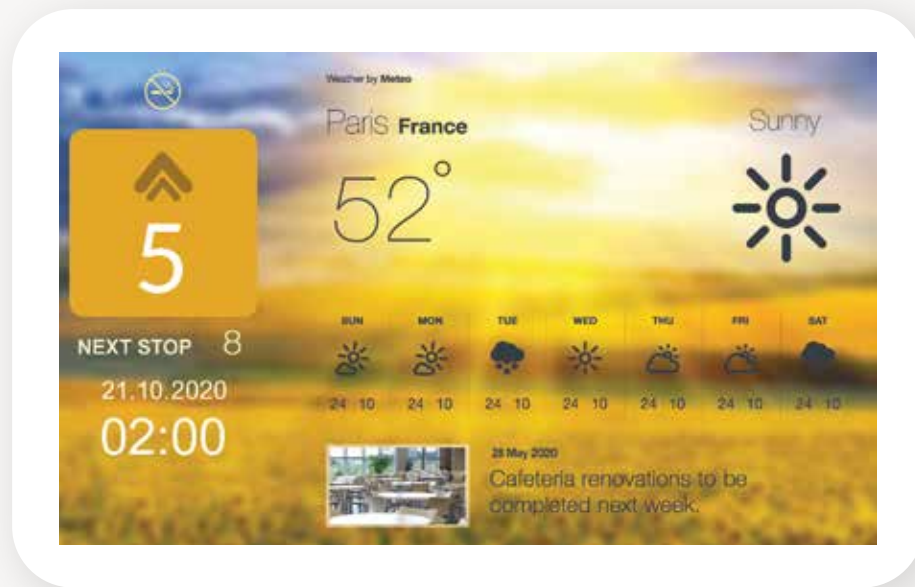 5
NEXT STOP 8
21.10.2020
02:00
Weather by Meteo
Paris France
Sunny
52°
SUN MON TUE WED THU FRI SAT
24 10 24 10 24 10 24 10 24 10 24 10 24 10
28 May 2020
Cafeteria renovations to be
completed next week.